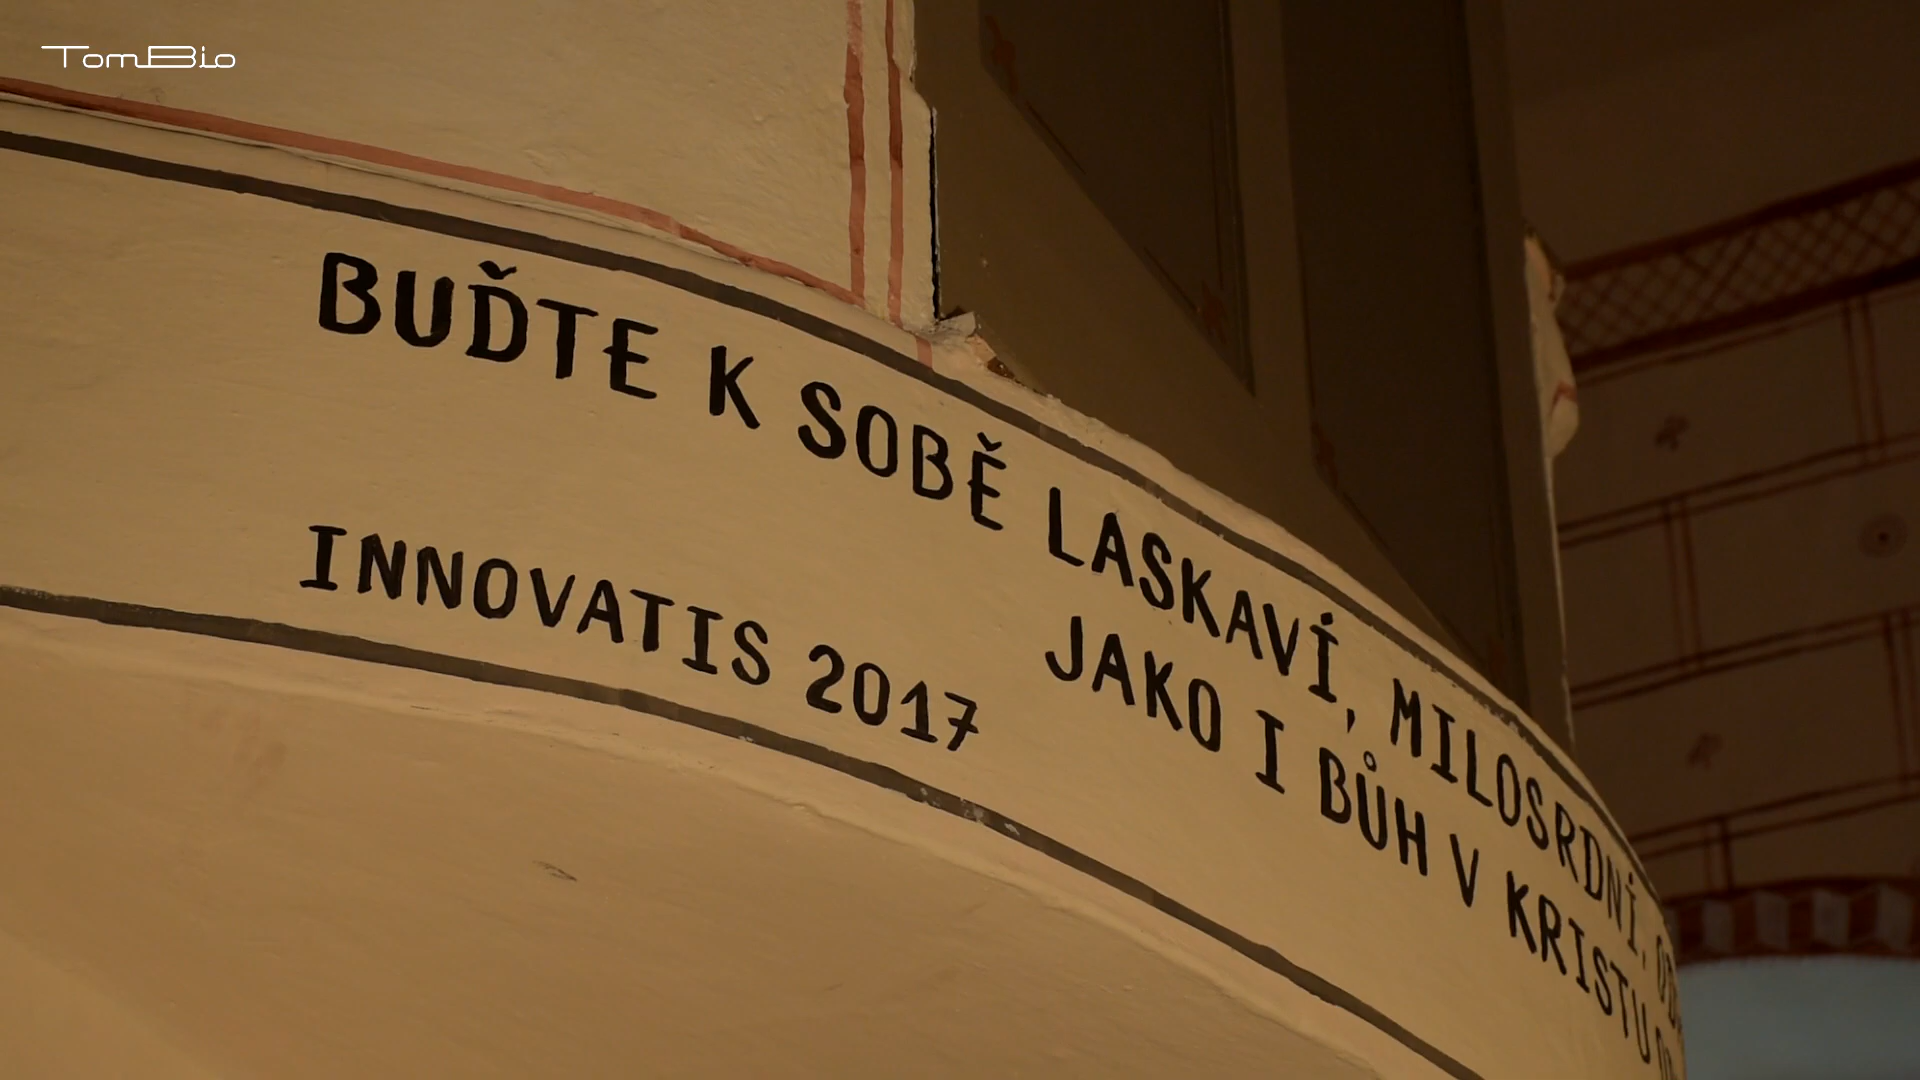 TomBio
BUĎTE K SOBĚ LASKAVÍ, MILOSRDNÍ,
JAKO I BŮH V KRISTU
INNOVATIS 2017